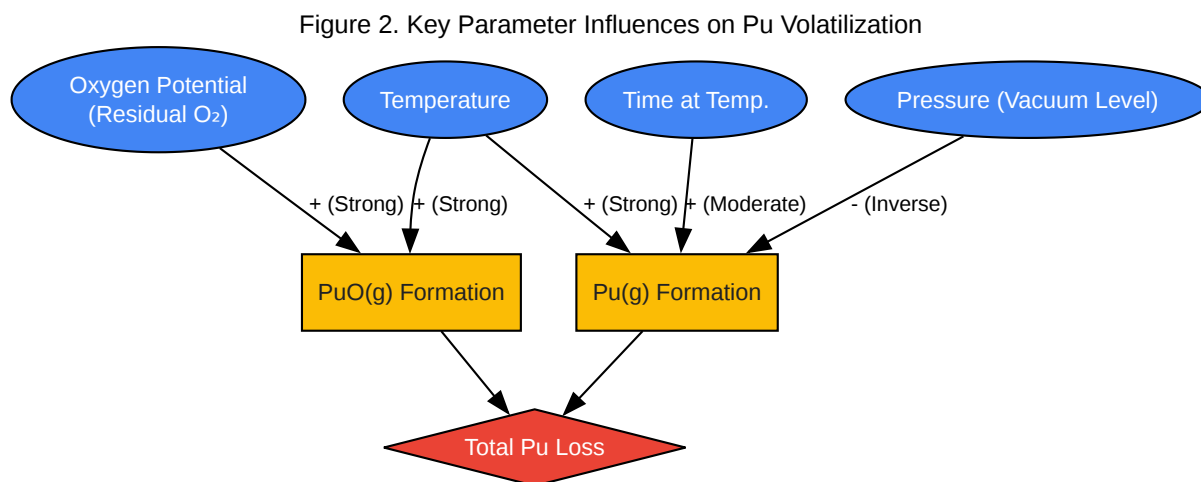 Figure 2. Key Parameter Influences on Pu Volatilization
Oxygen Potential
(Residual O₂)
Temperature
Time at Temp.
Pressure (Vacuum Level)
+ (Strong)
+ (Strong)
+ (Strong)
+ (Moderate)
- (Inverse)
PuO(g) Formation
Pu(g) Formation
Total Pu Loss